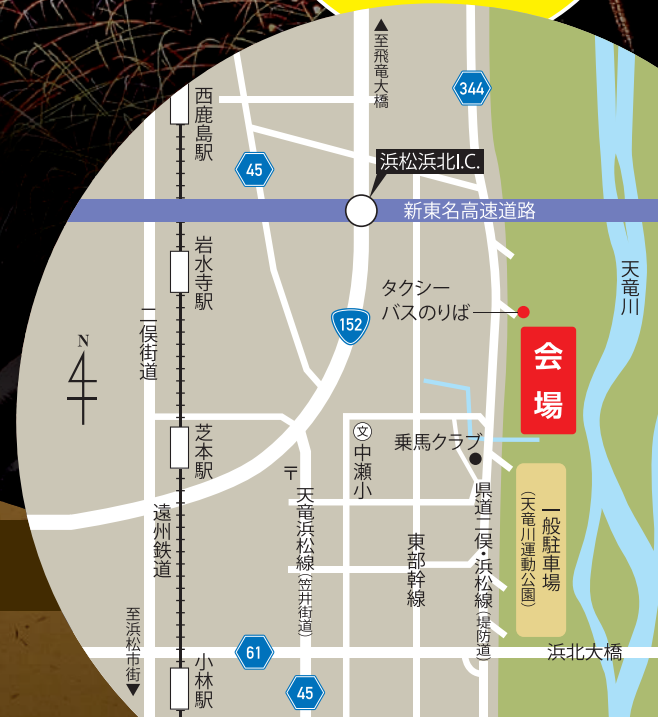 ▲至飛竜大橋
344
西鹿島駅
45
浜松浜北I.C.
新東名高速道路
岩水寺駅
天竜川
タクシー
バスのりば
152
二俣街道
N
会場
芝本駅
文
中瀬小
乗馬クラブ
〒
天竜浜松線(笠井街道)
遠州鉄道
東部幹線
県道二俣・浜松線(堤防道)
一般駐車場
(天竜川運動公園)
至浜松市街▼
小林駅
61
浜北大橋
45